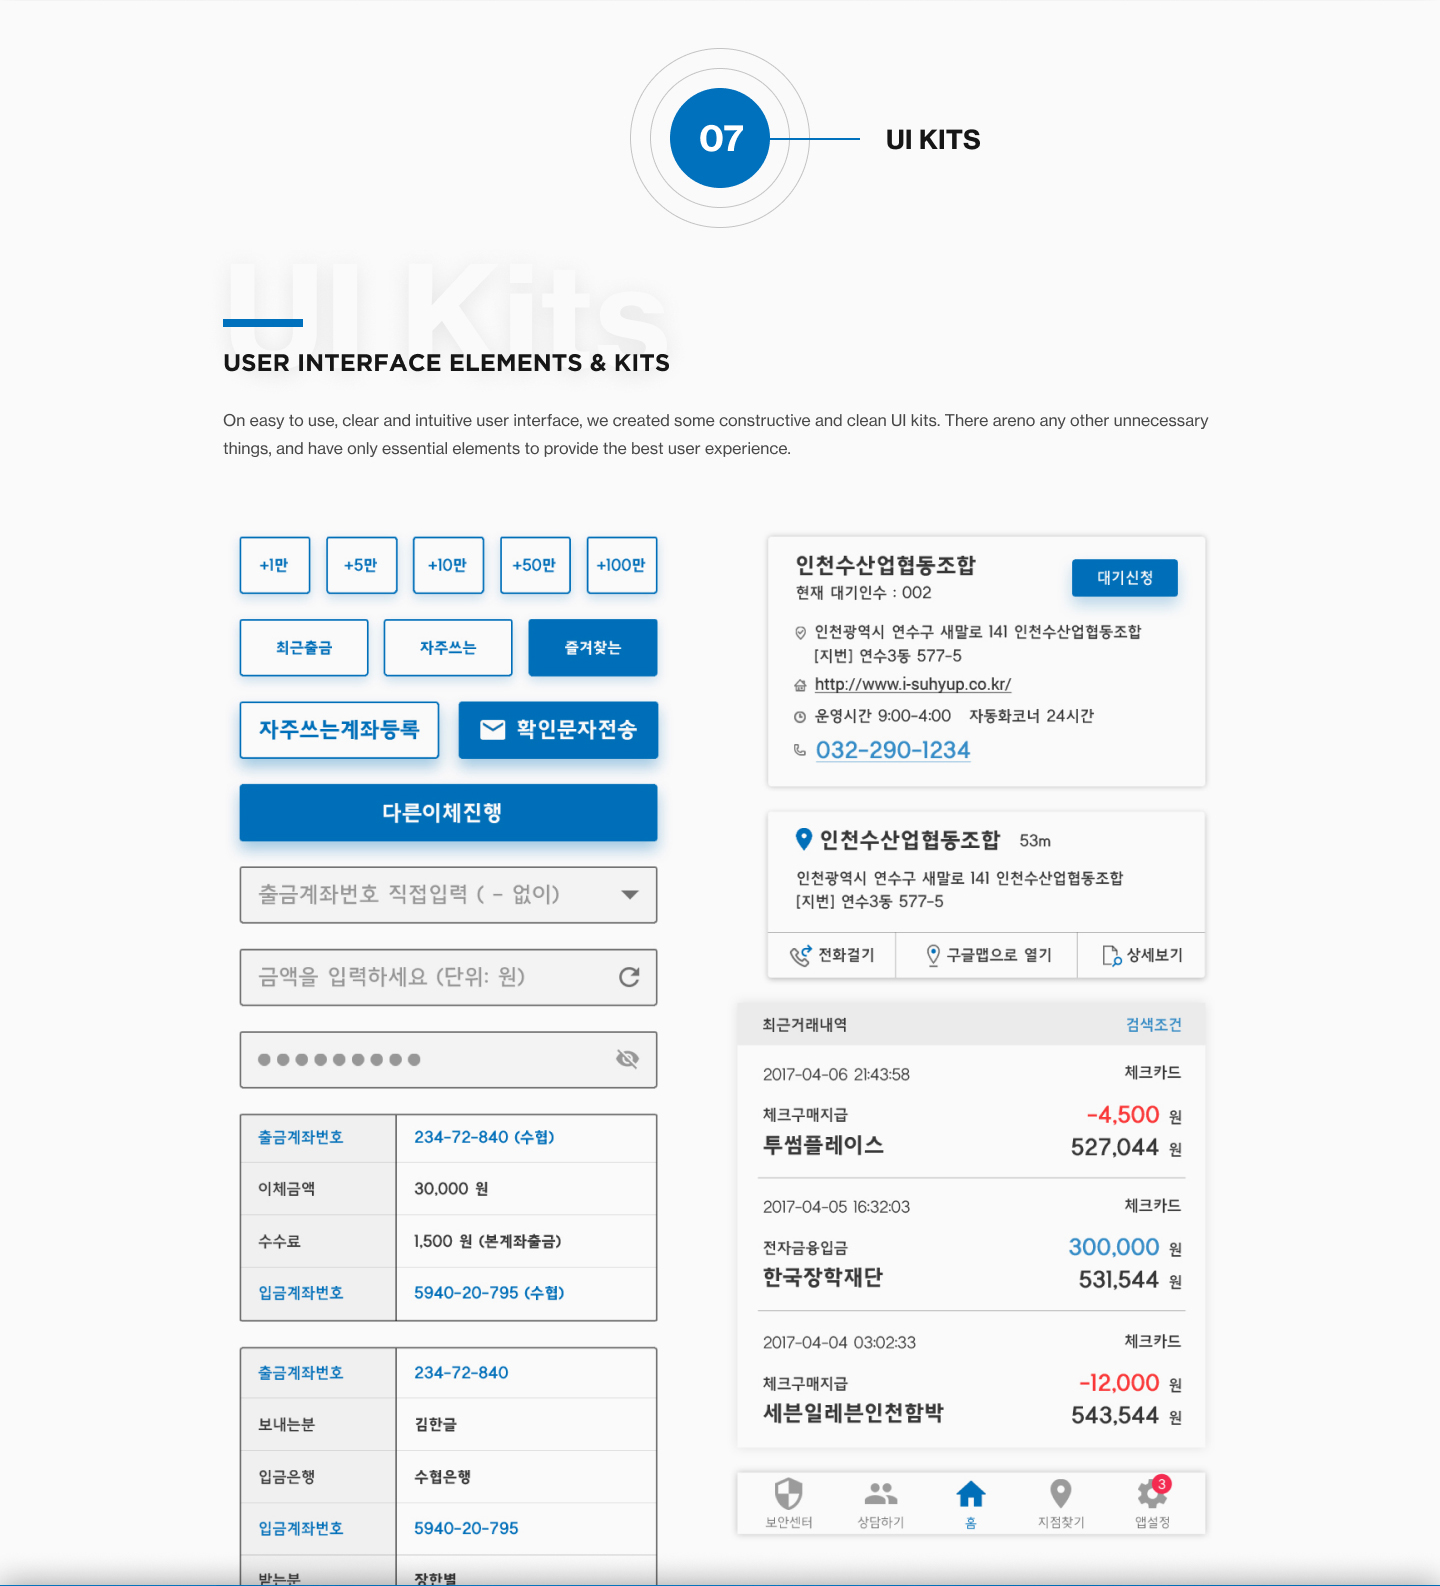 07
UI KITS
UI Kits
USER INTERFACE ELEMENTS & KITS
On easy to use, clear and intuitive user interface, we created some constructive and clean UI kits. There areno any other unnecessary
things, and have only essential elements to provide the best user experience.
+1만 +5만 +10만 +50만 +100만
최근출금 자주쓰는 즐겨찾는
자주쓰는계좌등록 확인문자전송
다른이체진행
출금계좌번호 직접입력 ( - 없이)
금액을 입력하세요 (단위: 원)
출금계좌번호 234-72-840 (수협)
이체금액 30,000 원
수수료 1,500 원 (본계좌출금)
입금계좌번호 5940-20-795 (수협)
출금계좌번호 234-72-840
보내는분 김한글
입금은행 수협은행
입금계좌번호 5940-20-795
받는분 장한별
인천수산업협동조합
현재 대기인수 : 002
대기신청
인천광역시 연수구 새말로 141 인천수산업협동조합
[지번] 연수3동 577-5
http://www.i-suhyup.co.kr/
운영시간 9:00-4:00 자동화코너 24시간
032-290-1234
인천수산업협동조합 53m
인천광역시 연수구 새말로 141 인천수산업협동조합
[지번] 연수3동 577-5
전화걸기 구글맵으로 열기 상세보기
최근거래내역 검색조건
2017-04-06 21:43:58 체크카드
체크구매지급 -4,500 원
투썸플레이스 527,044 원
2017-04-05 16:32:03 체크카드
전자금융입금 300,000 원
한국장학재단 531,544 원
2017-04-04 03:02:33 체크카드
체크구매지급 -12,000 원
세븐일레븐인천함박 543,544 원
3
보안센터 상담하기 홈 지점찾기 앱설정